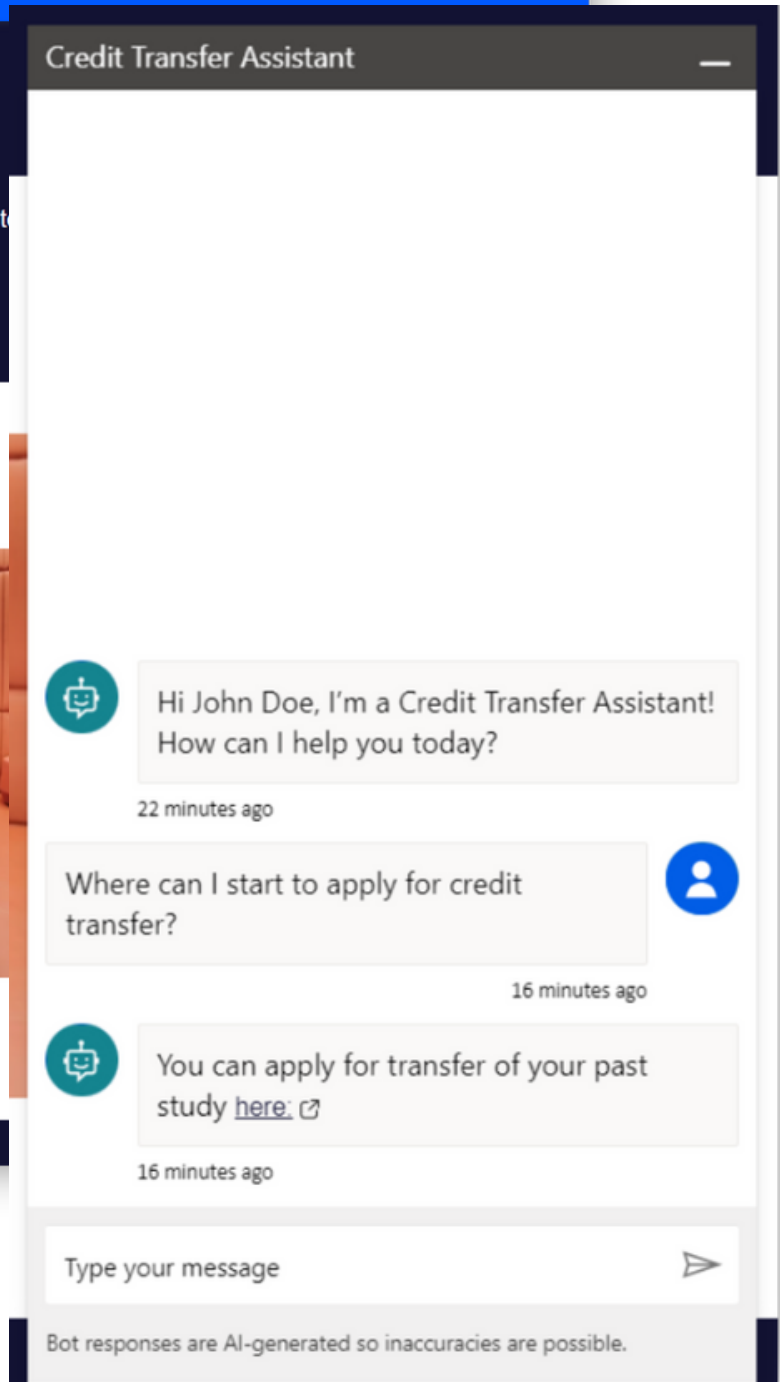 Credit Transfer Assistant
Hi John Doe, I'm a Credit Transfer Assistant!
How can I help you today?
22 minutes ago
Where can I start to apply for credit
transfer?
16 minutes ago
You can apply for transfer of your past
study here:
16 minutes ago
Type your message
Bot responses are AI-generated so inaccuracies are possible.